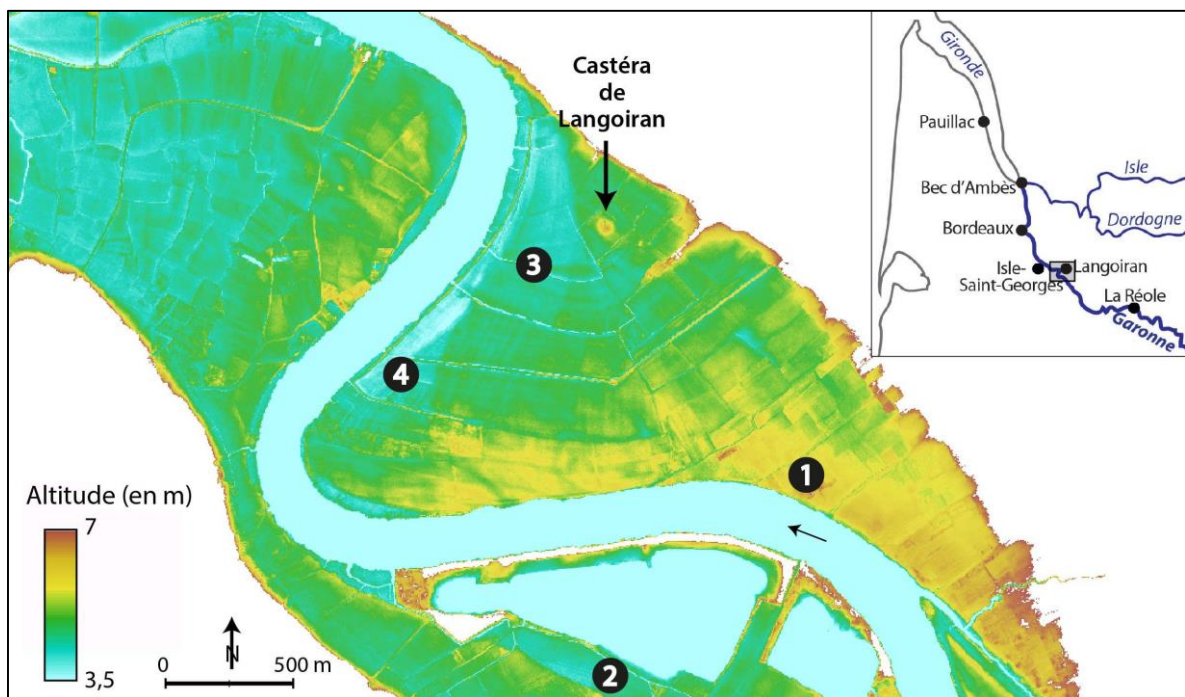 Castéra
de
Langoiran
3
4
1
2
Altitude (en m)
7
3,5
N
0
500 m
Gironde
Pauillac
Isle
Bec d'Ambès
Dordogne
Bordeaux
Isle-
Saint-Georges
Langoiran
La Réole
Garonne